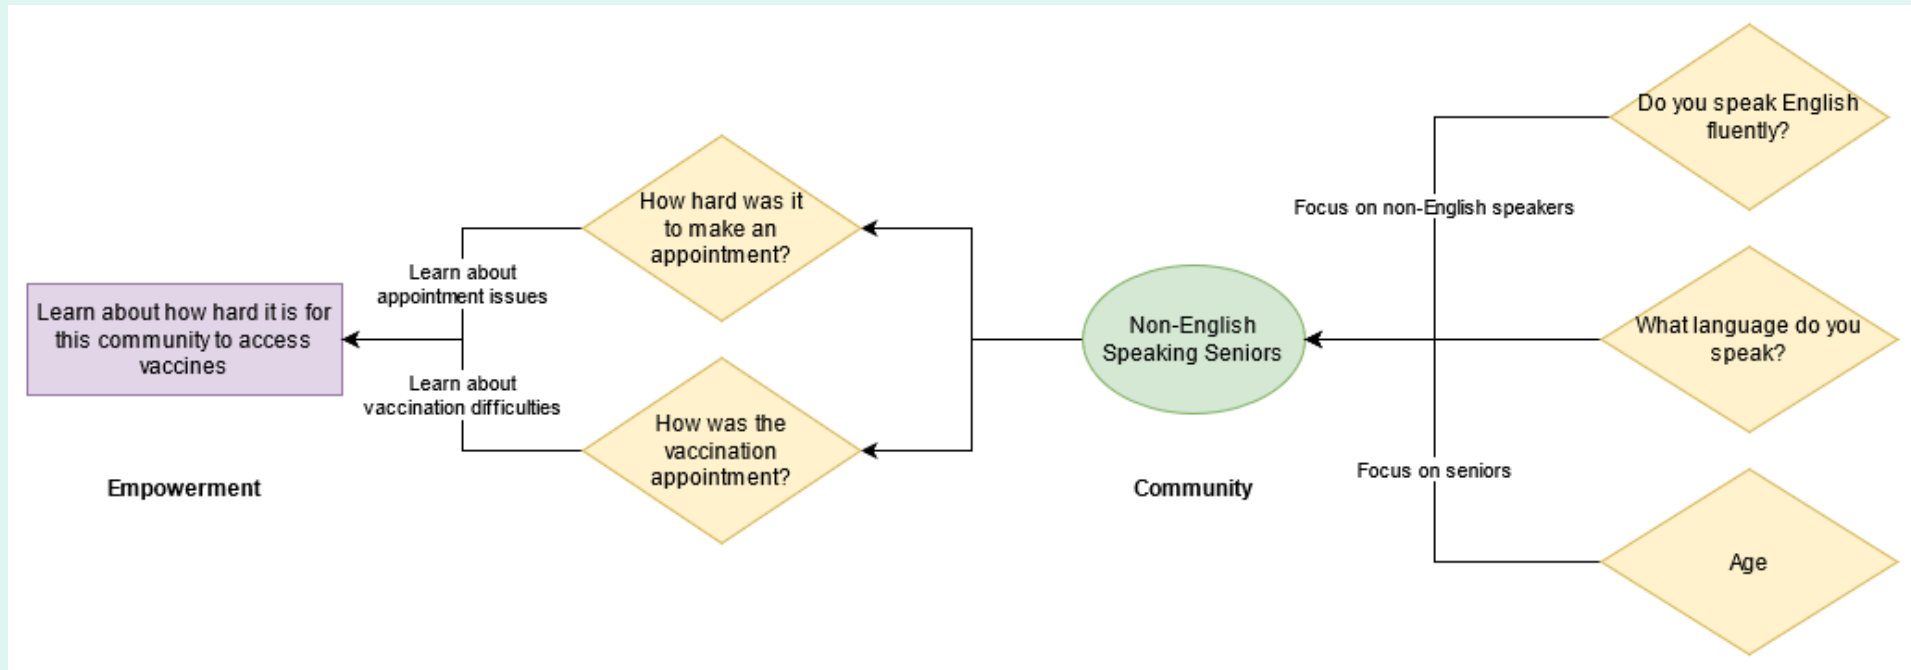 Do you speak English
fluently?
How hard was it
to make an
appointment?
Focus on non-English speakers
Learn about
appointment issues
Learn about how hard it is for
this community to access
vaccines
Non-English
Speaking Seniors
What language do you
speak?
Learn about
vaccination difficulties
How was the
vaccination
appointment?
Focus on seniors
Empowerment
Community
Age